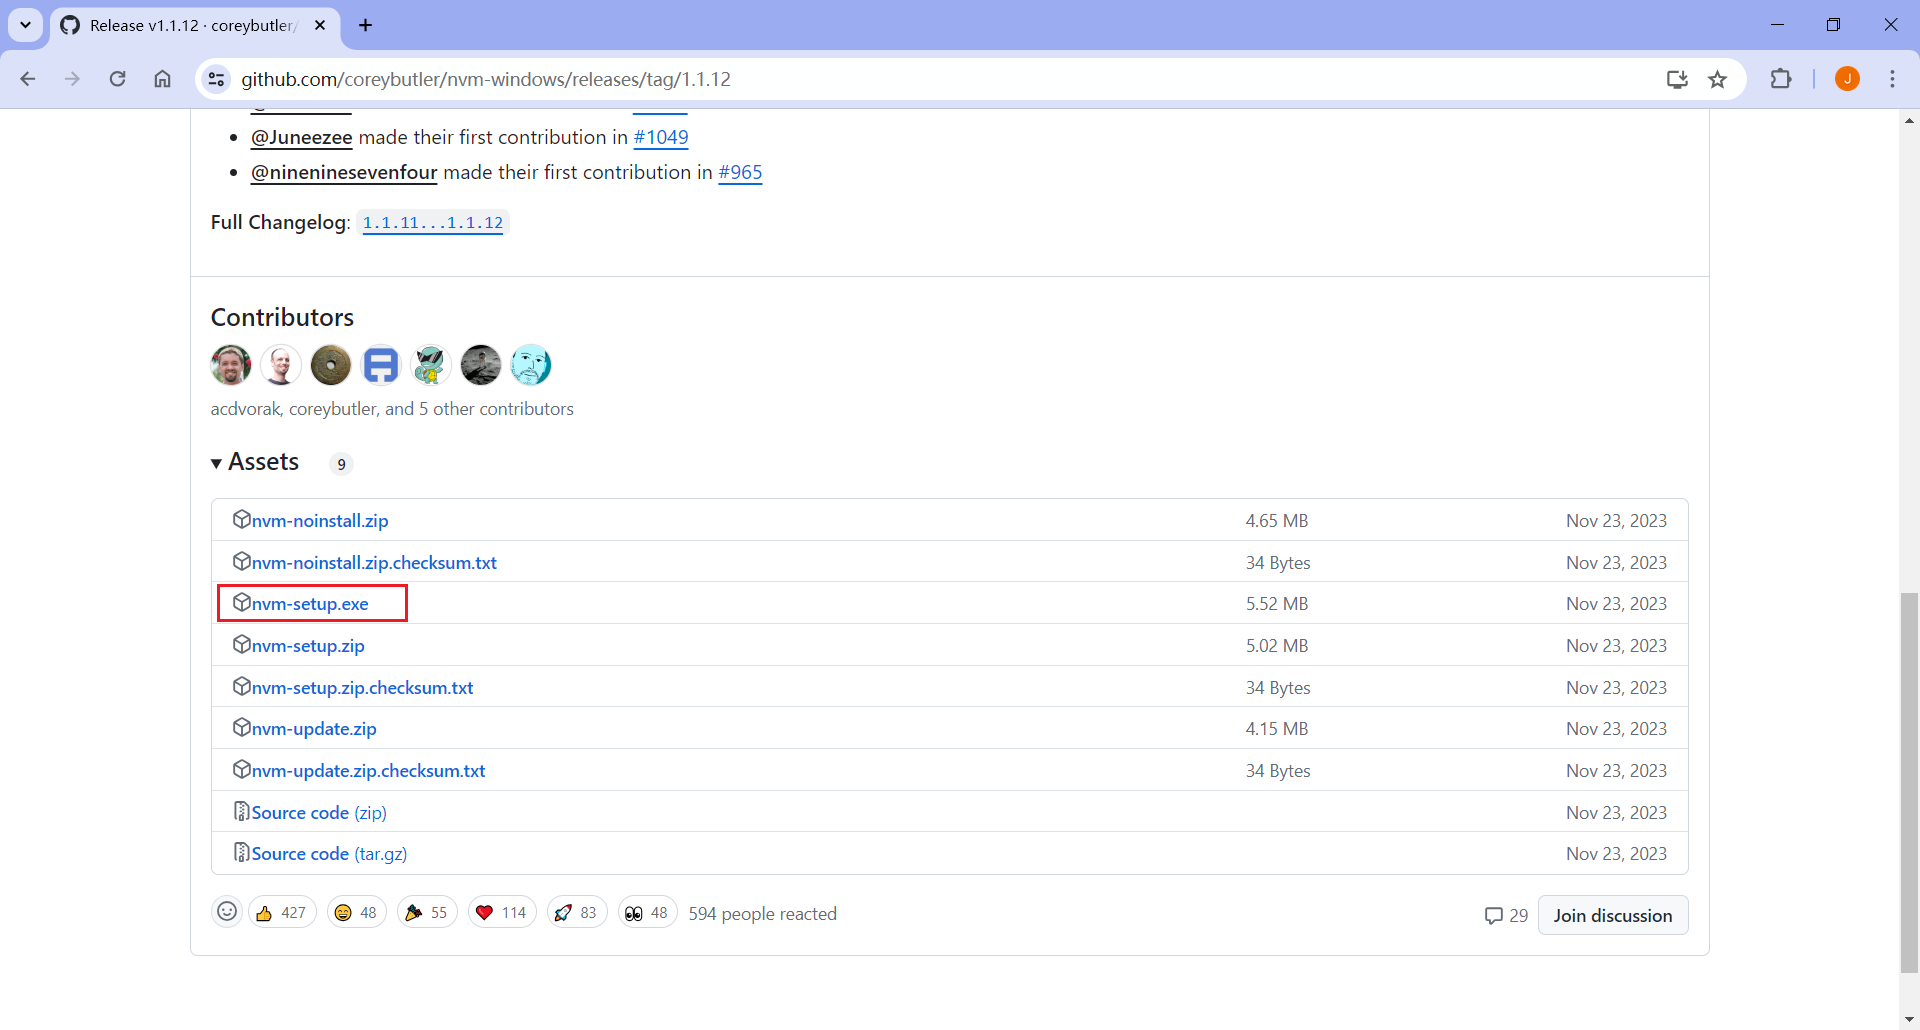 Release v1.1.12 · coreybutler/
github.com/coreybutler/nvm-windows/releases/tag/1.1.12
J
@Juneezee made their first contribution in #1049
@nineninesevenfour made their first contribution in #965
Full Changelog: 1.1.11...1.1.12
Contributors
acdvorak, coreybutler, and 5 other contributors
Assets 9
nvm-noinstall.zip 4.65 MB Nov 23, 2023
nvm-noinstall.zip.checksum.txt 34 Bytes Nov 23, 2023
nvm-setup.exe 5.52 MB Nov 23, 2023
nvm-setup.zip 5.02 MB Nov 23, 2023
nvm-setup.zip.checksum.txt 34 Bytes Nov 23, 2023
nvm-update.zip 4.15 MB Nov 23, 2023
nvm-update.zip.checksum.txt 34 Bytes Nov 23, 2023
Source code (zip) Nov 23, 2023
Source code (tar.gz) Nov 23, 2023
427 48 55 114 83 48 594 people reacted 29 Join discussion